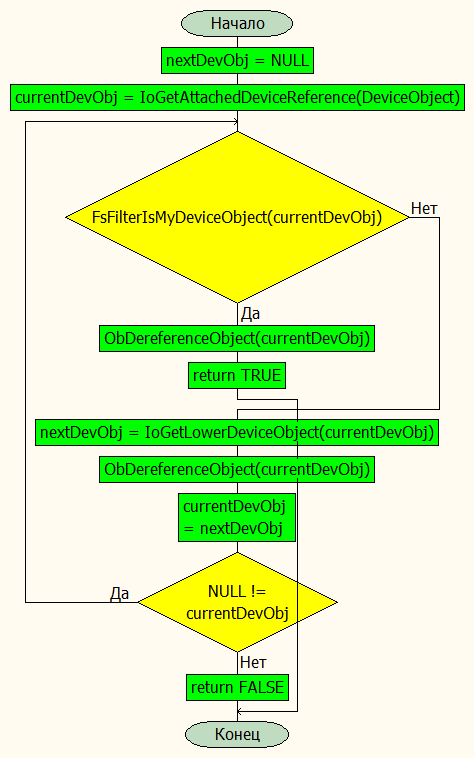 Начало
nextDevObj = NULL
currentDevObj = IoGetAttachedDeviceReference(DeviceObject)
FsFilterIsMyDeviceObject(currentDevObj)
Нет
Да
ObDereferenceObject(currentDevObj)
return TRUE
nextDevObj = IoGetLowerDeviceObject(currentDevObj)
ObDereferenceObject(currentDevObj)
currentDevObj
= nextDevObj
Да
NULL !=
currentDevObj
Нет
return FALSE
Конец